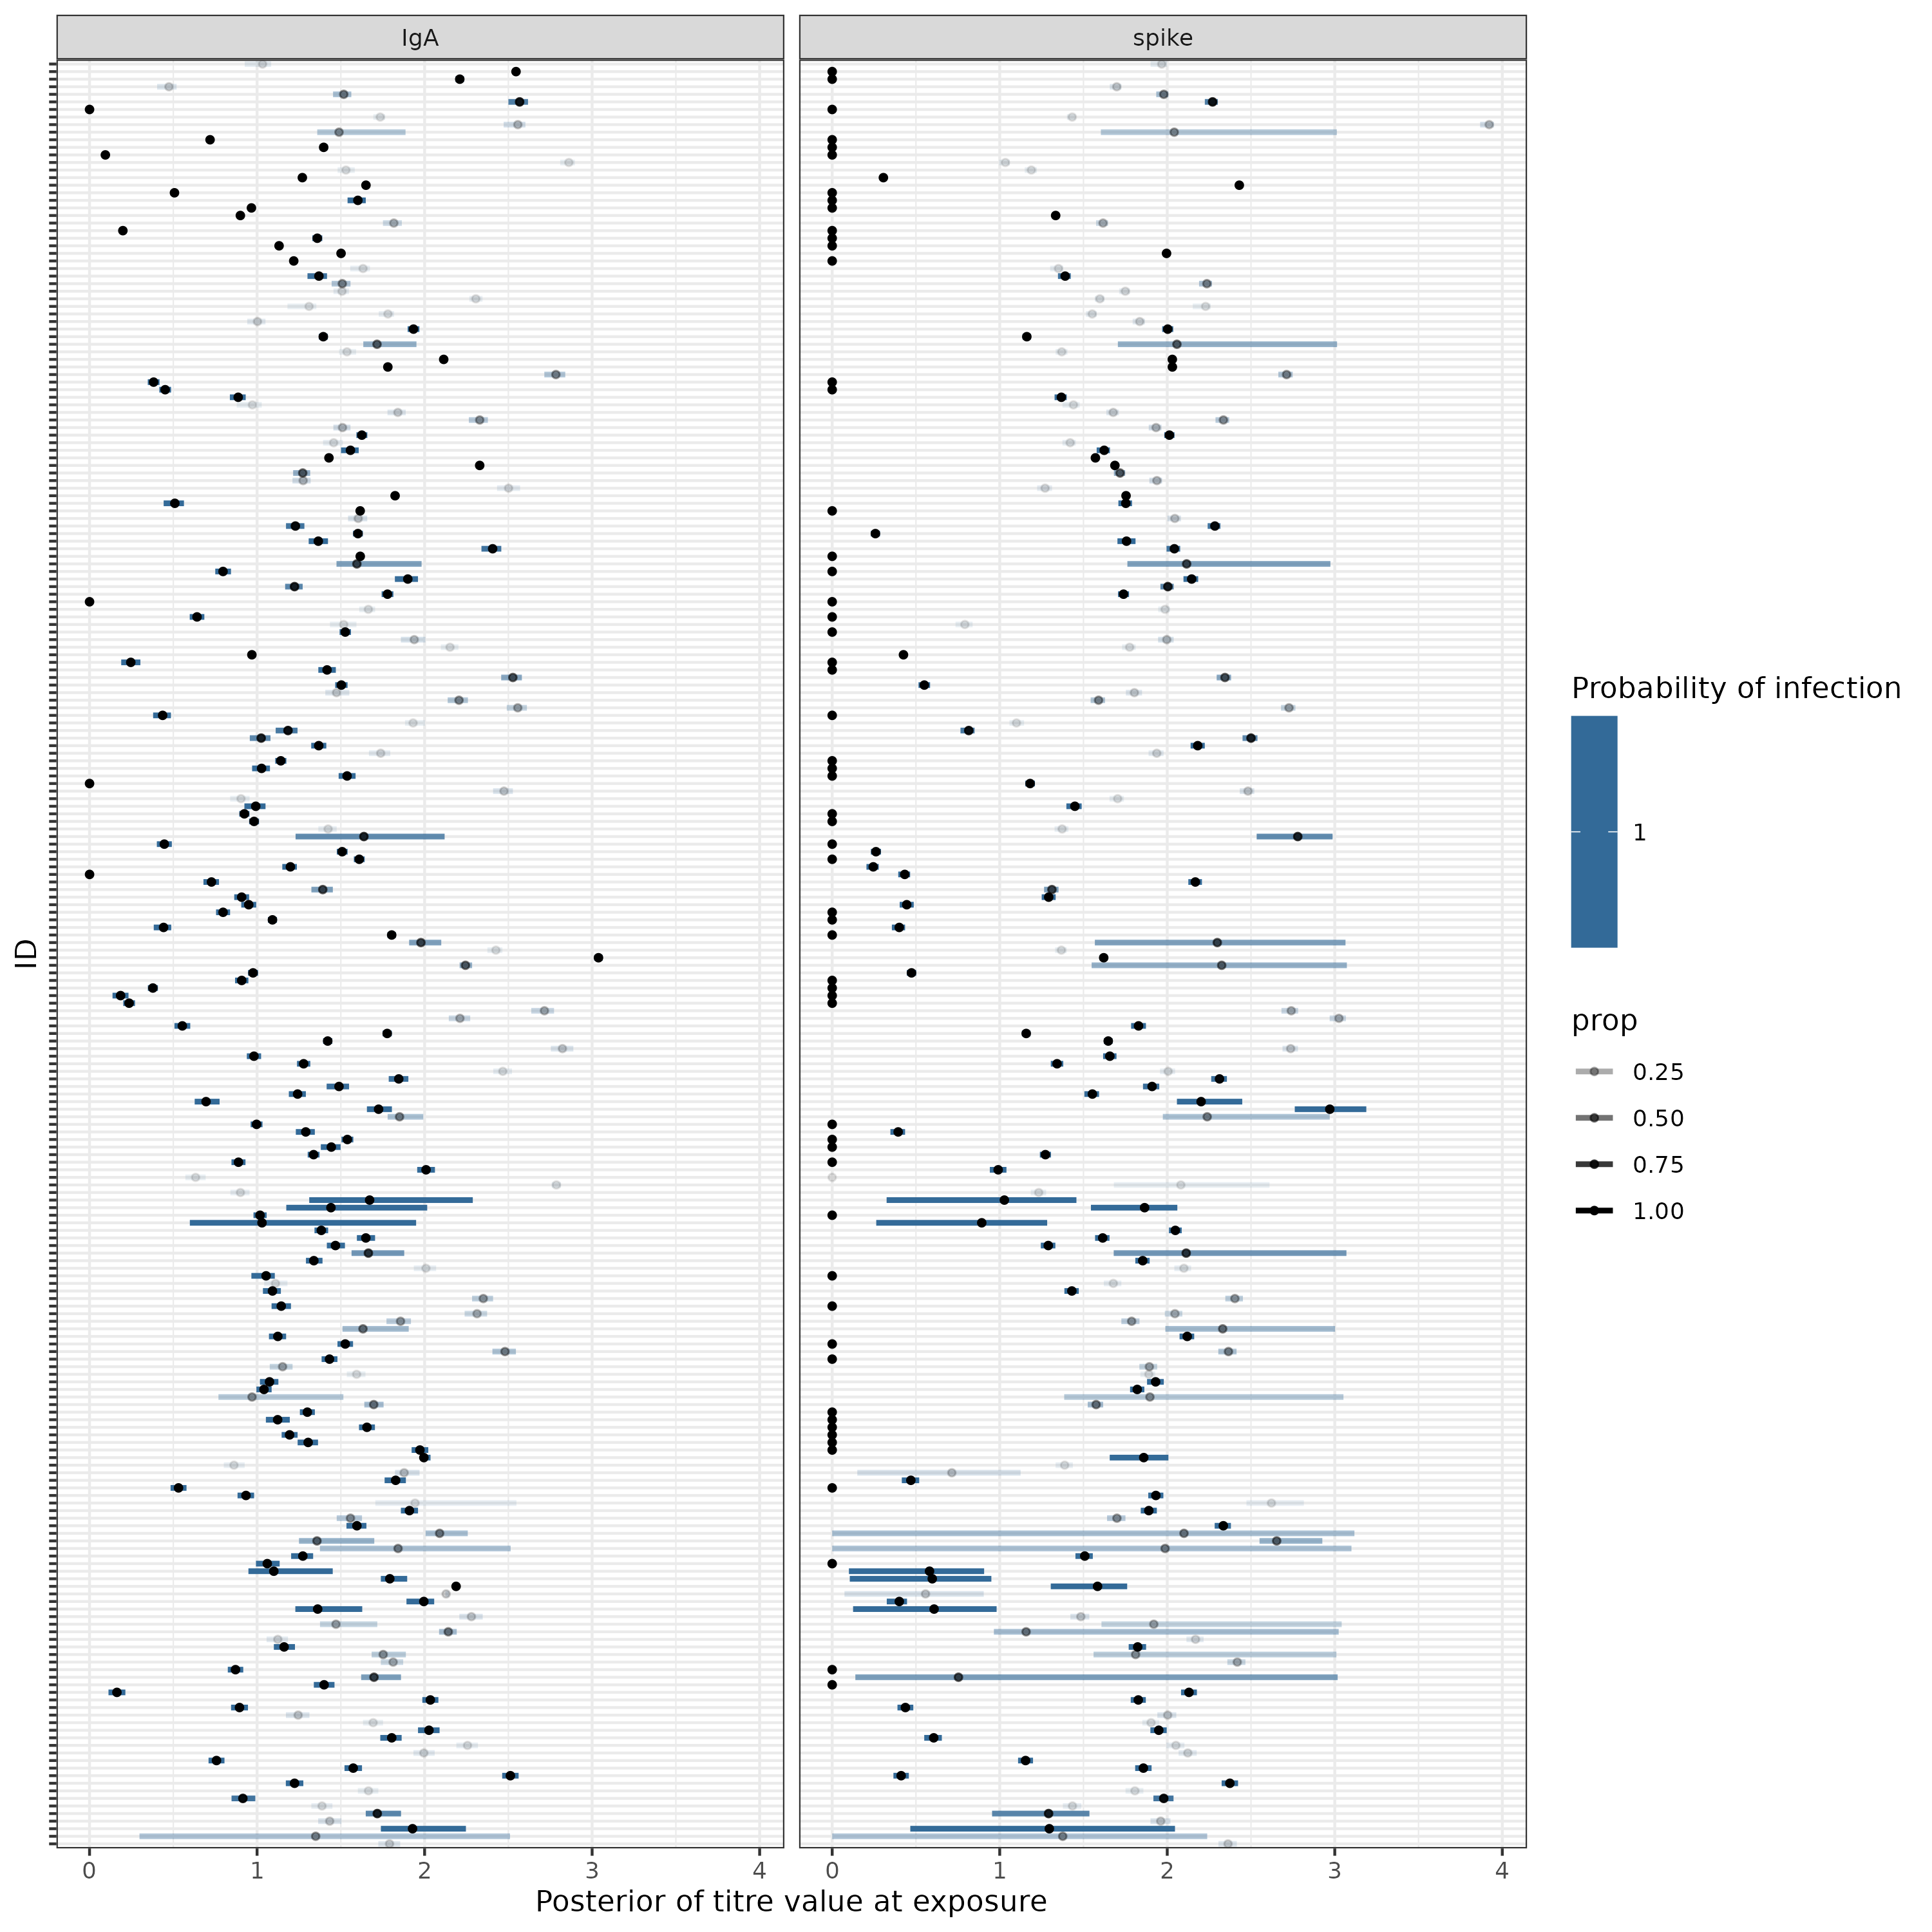 IgA
spike
ID
0
1
2
3
4
0
1
2
3
4
Posterior of titre value at exposure
Probability of infection
1
prop
0.25
0.50
0.75
1.00